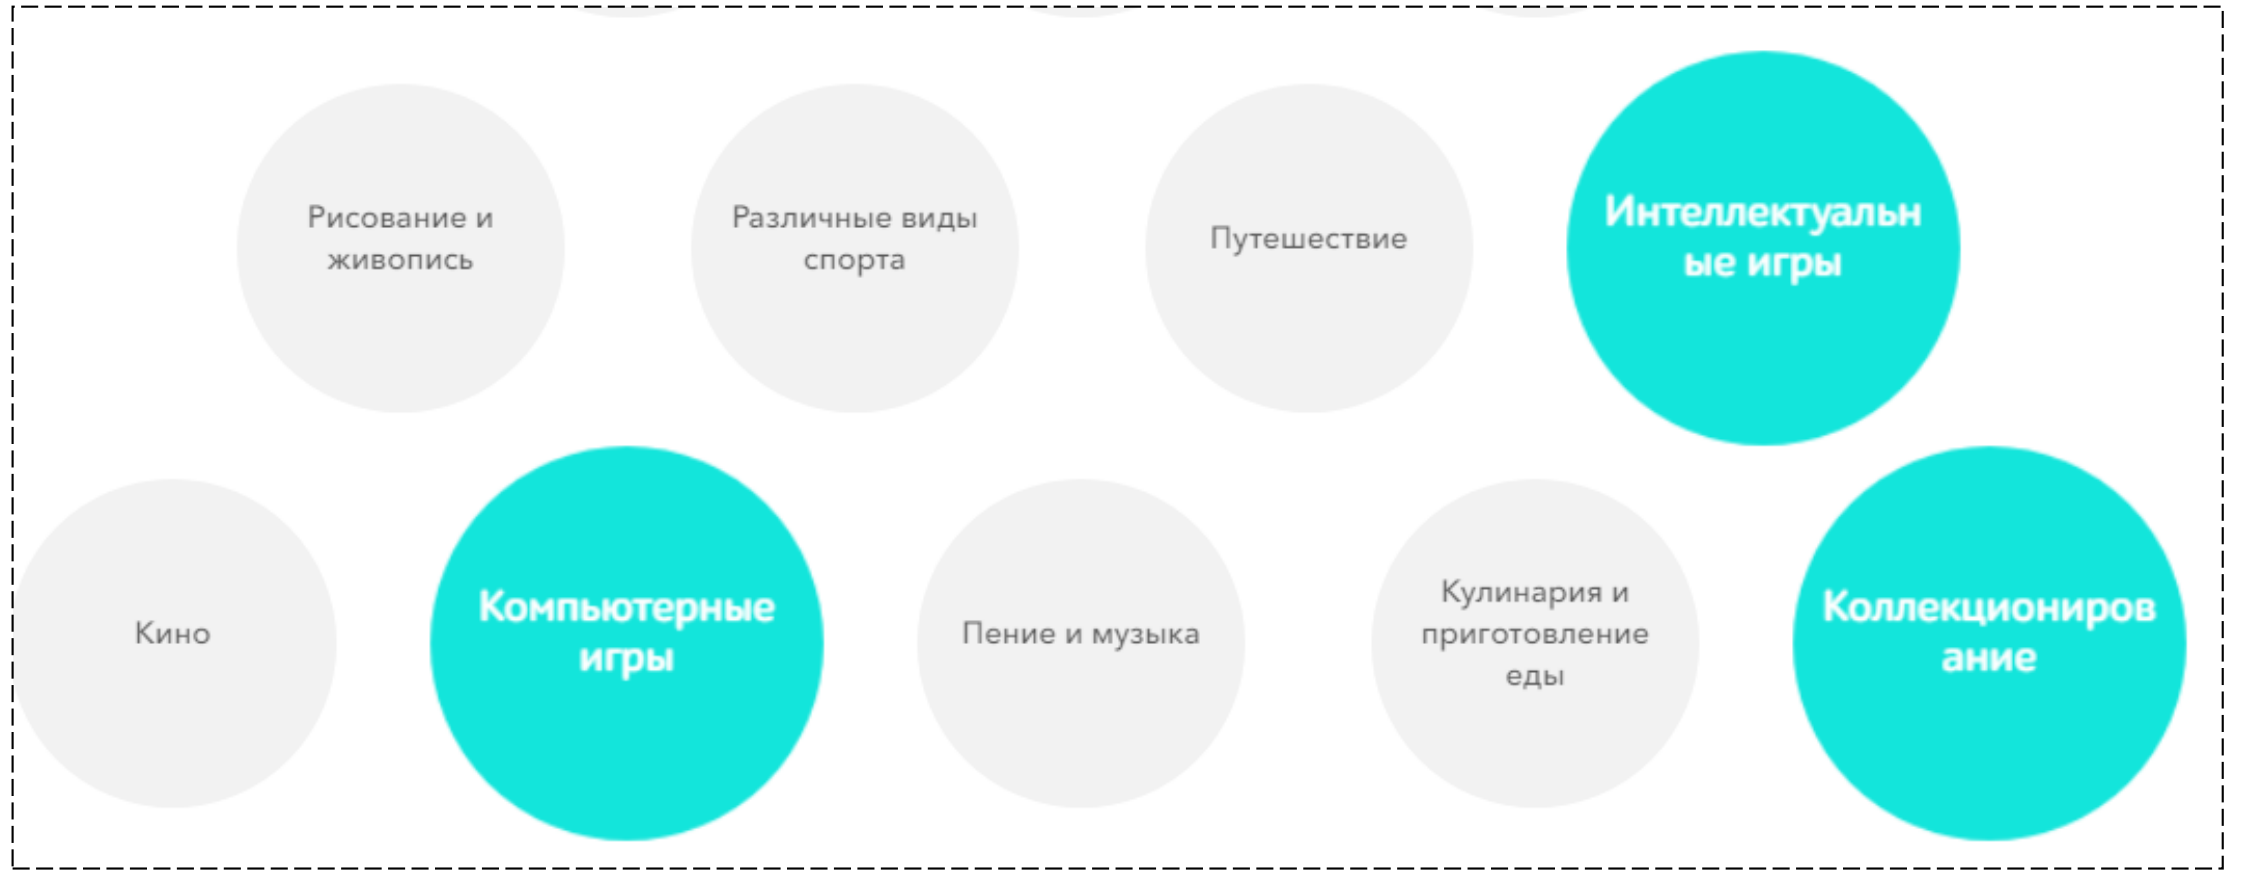 Рисование и
живопись
Различные виды
спорта
Путешествие
Интеллектуальн
ые игры
Кино
Компьютерные
игры
Пение и музыка
Кулинария и
приготовление
еды
Коллекциониров
ание